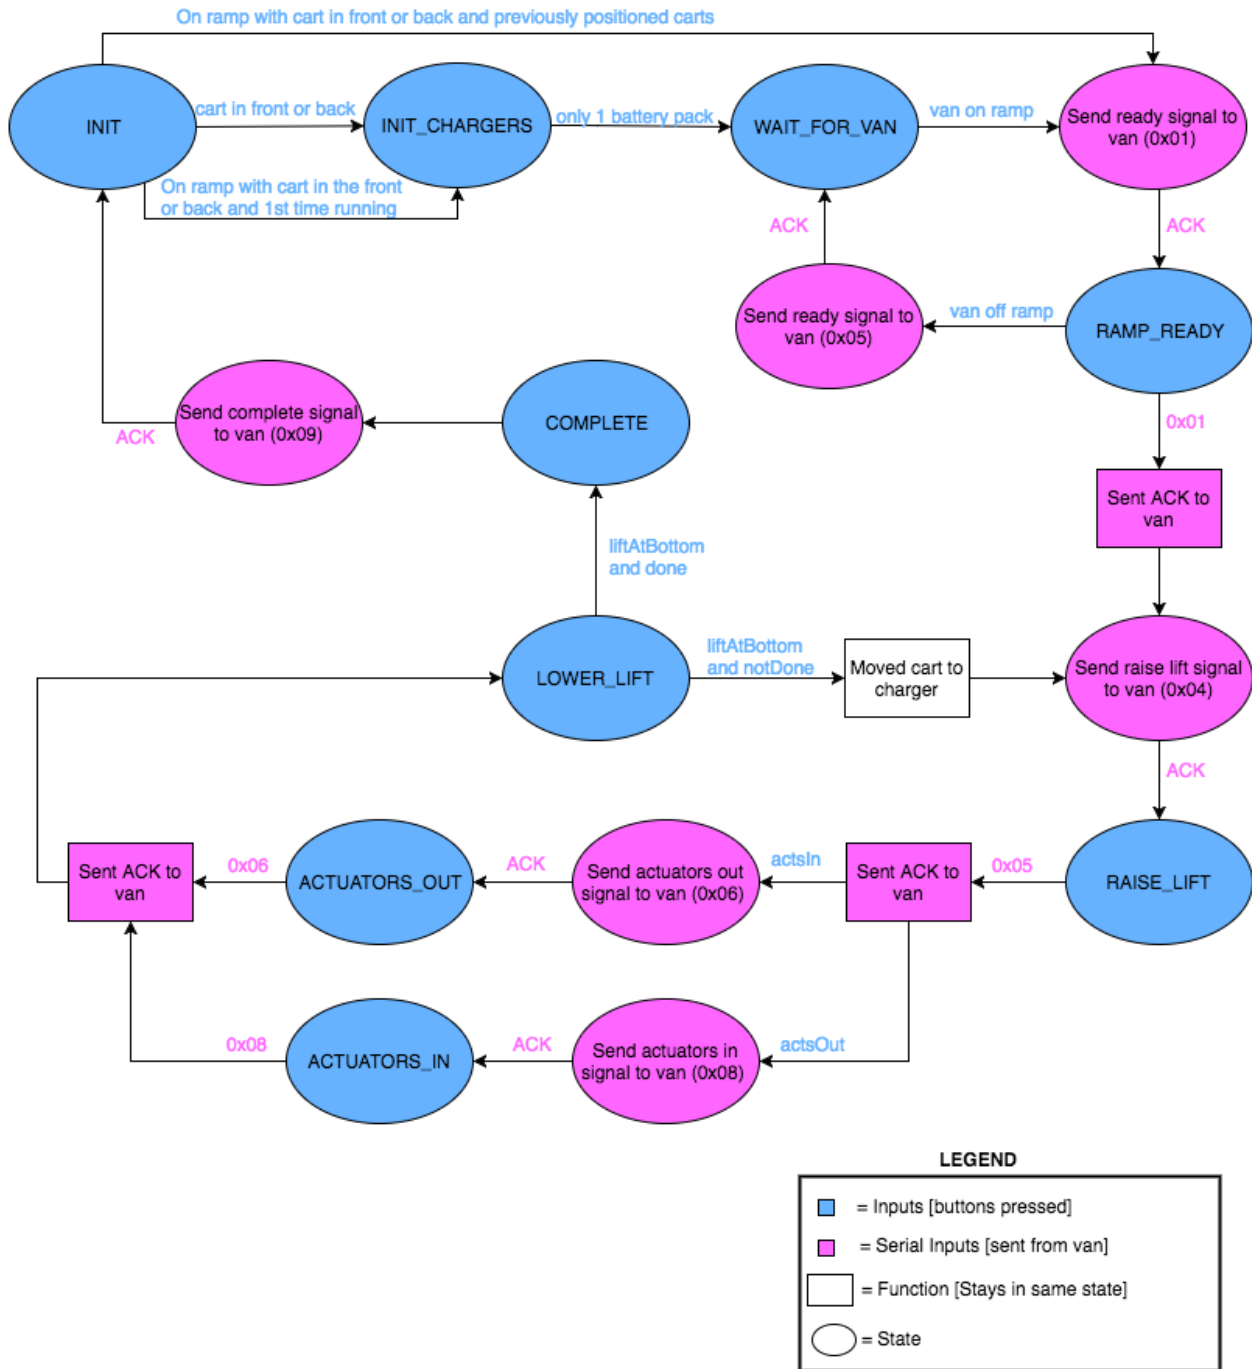 On ramp with cart in front or back and previously positioned carts
INIT
cart in front or back
INIT_CHARGERS
only 1 battery pack
WAIT_FOR_VAN
van on ramp
Send ready signal to
van (0x01)
On ramp with cart in the front
or back and 1st time running
ACK
ACK
Send ready signal to
van (0x05)
van off ramp
RAMP_READY
Send complete signal
to van (0x09)
ACK
COMPLETE
0x01
Sent ACK to
van
liftAtBottom
and done
LOWER_LIFT
liftAtBottom
and notDone
Moved cart to
charger
Send raise lift signal
to van (0x04)
ACK
Sent ACK to
van
0x06
ACTUATORS_OUT
ACK
Send actuators out
signal to van (0x06)
actsIn
Sent ACK to
van
0x05
RAISE_LIFT
0x08
ACTUATORS_IN
ACK
Send actuators in
signal to van (0x08)
actsOut
LEGEND
= Inputs [buttons pressed]
= Serial Inputs [sent from van]
= Function [Stays in same state]
= State